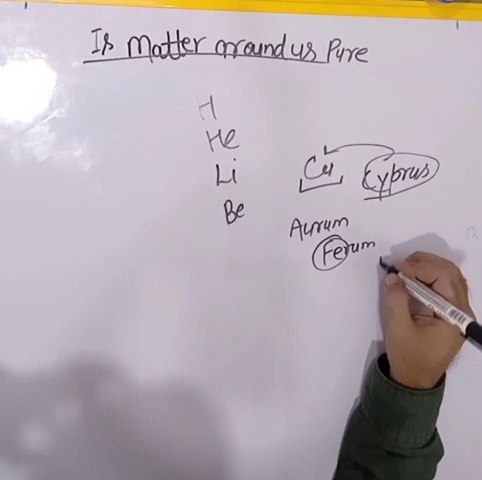 Is Matter around us Pure
H
He
Li
Be
Cu Cyprus
Aurum
Ferum